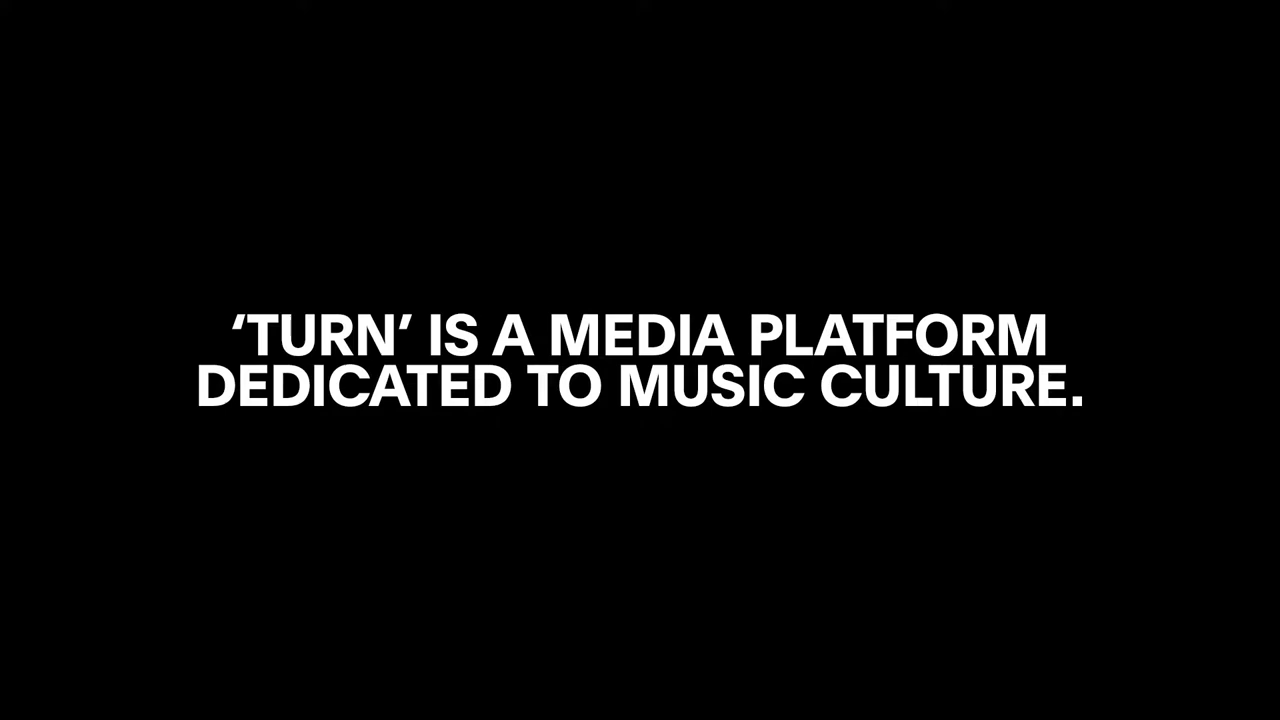 ‘TURN’ IS A MEDIA PLATFORM
DEDICATED TO MUSIC CULTURE.